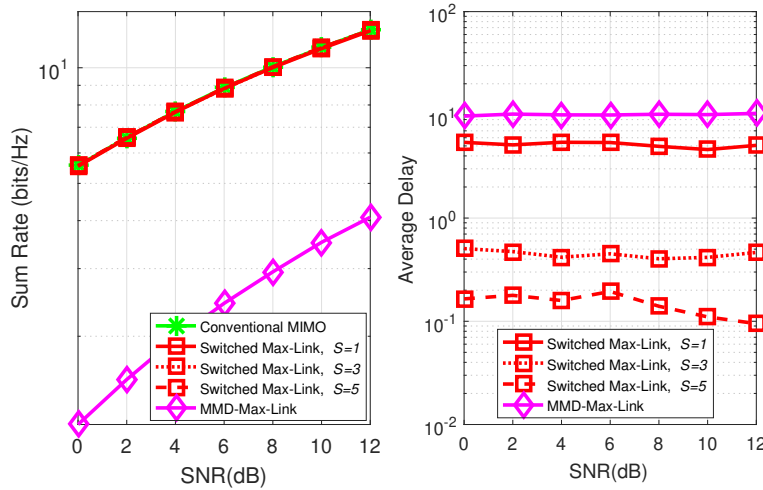 Sum Rate (bits/Hz)
10^1
0 2 4 6 8 10 12
SNR(dB)
Conventional MIMO
Switched Max-Link, S=1
Switched Max-Link, S=3
Switched Max-Link, S=5
MMD-Max-Link
Average Delay
10^2
10^1
10^0
10^-1
10^-2
0 2 4 6 8 10 12
SNR(dB)
Switched Max-Link, S=1
Switched Max-Link, S=3
Switched Max-Link, S=5
MMD-Max-Link